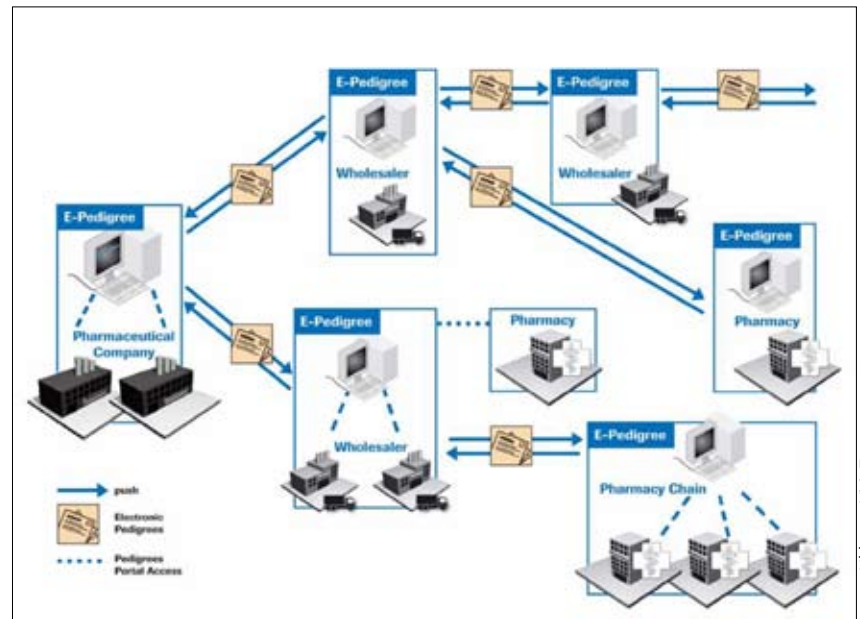 E-Pedigree
Wholesaler
E-Pedigree
Wholesaler
E-Pedigree
Pharmaceutical
Company
E-Pedigree
Pharmacy
E-Pedigree
Wholesaler
Pharmacy
E-Pedigree
Pharmacy Chain
push
Electronic
Pedigrees
Pedigrees
Portal Access